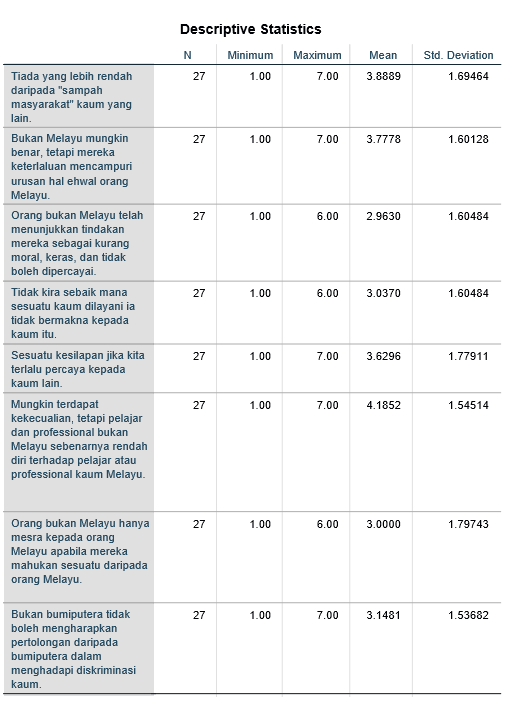 Descriptive Statistics
N Minimum Maximum Mean Std. Deviation
Tiada yang lebih rendah 27 1.00 7.00 3.8889 1.69464
daripada "sampah
masyarakat" kaum yang
lain.
Bukan Melayu mungkin 27 1.00 7.00 3.7778 1.60128
benar, tetapi mereka
keterlaluan mencampuri
urusan hal ehwal orang
Melayu.
Orang bukan Melayu telah 27 1.00 6.00 2.9630 1.60484
menunjukkan tindakan
mereka sebagai kurang
moral, keras, dan tidak
boleh dipercayai.
Tidak kira sebaik mana 27 1.00 6.00 3.0370 1.60484
sesuatu kaum dilayani ia
tidak bermakna kepada
kaum itu.
Sesuatu kesilapan jika kita 27 1.00 7.00 3.6296 1.77911
terlalu percaya kepada
kaum lain.
Mungkin terdapat 27 1.00 7.00 4.1852 1.54514
kekecualian, tetapi pelajar
dan professional bukan
Melayu sebenarnya rendah
diri terhadap pelajar atau
professional kaum Melayu.
Orang bukan Melayu hanya 27 1.00 6.00 3.0000 1.79743
mesra kepada orang
Melayu apabila mereka
mahukan sesuatu daripada
orang Melayu.
Bukan bumiputera tidak 27 1.00 7.00 3.1481 1.53682
boleh mengharapkan
pertolongan daripada
bumiputera dalam
menghadapi diskriminasi
kaum.